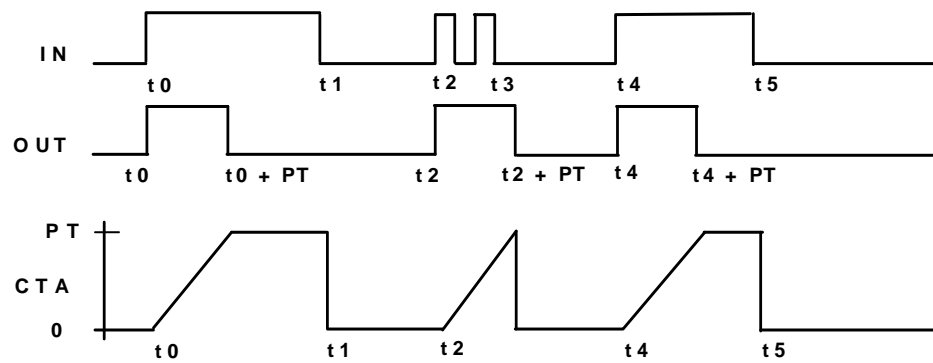 IN
t0 t1 t2 t3 t4 t5
OUT
t0 t0 + PT t2 t2 + PT t4 t4 + PT
PT
CTA
0
t0 t1 t2 t4 t5